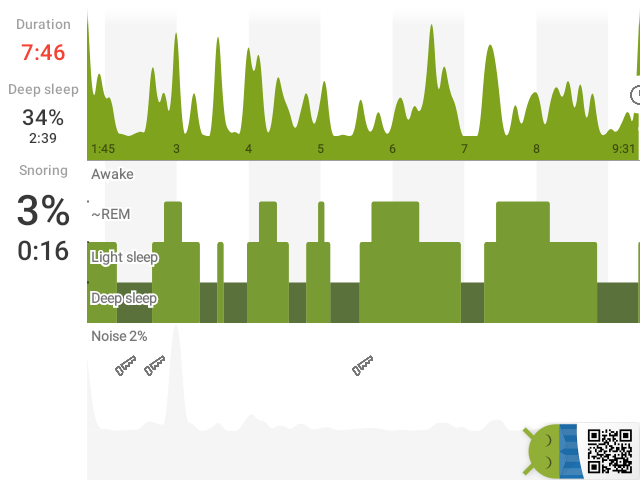 Duration
7:46
Deep sleep
34%
2:39
Snoring
3%
0:16
1:45 3 4 5 6 7 8 9:31
Awake
~REM
Light sleep
Deep sleep
Noise 2%